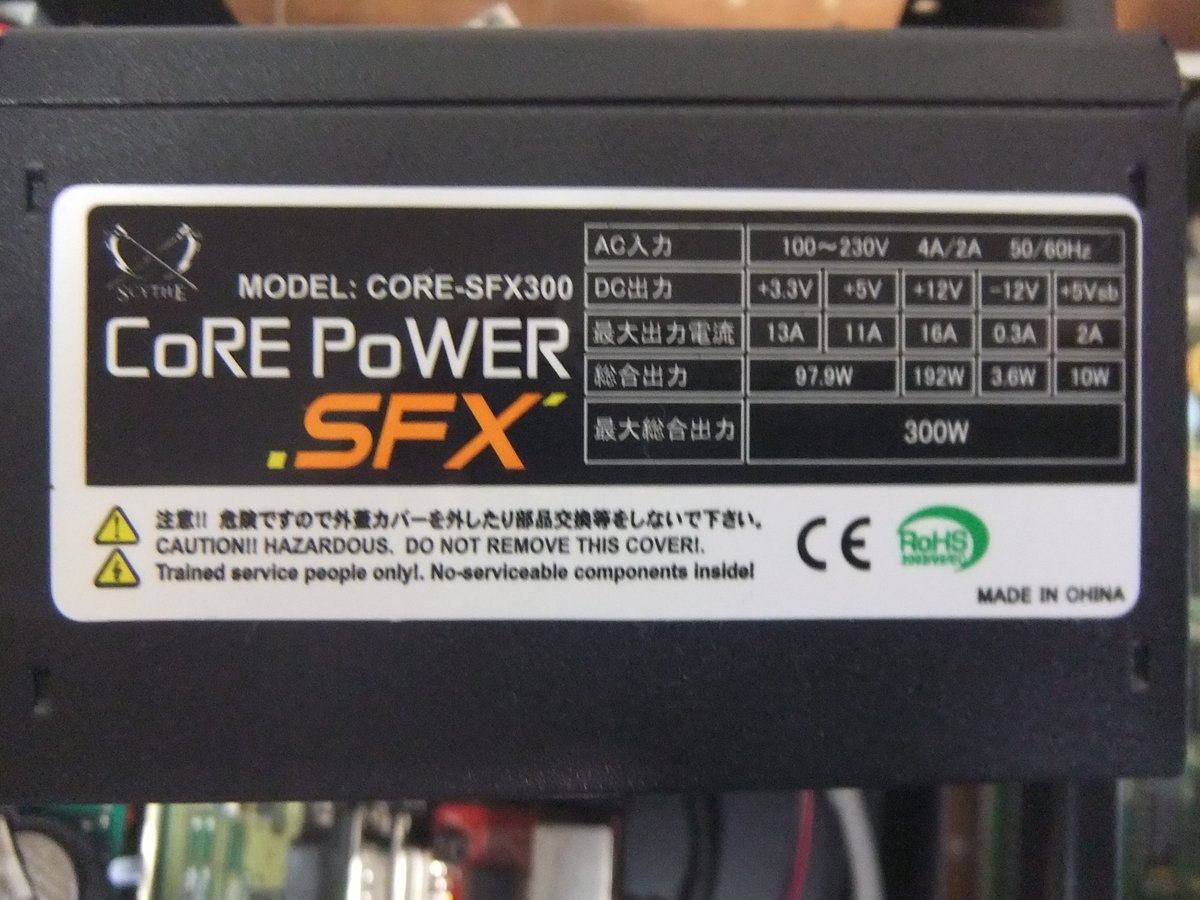 SCYTHE
MODEL: CORE-SFX300
CoRE PoWER
.SFX
AC入力 100～230V 4A/2A 50/60Hz
DC出力 +3.3V +5V +12V -12V +5Vsb
最大出力電流 13A 11A 16A 0.3A 2A
総合出力 97.9W 192W 3.6W 10W
最大総合出力 300W
注意!! 危険ですので外蓋カバーを外したり部品交換等をしないで下さい。
CAUTION!! HAZARDOUS、DO NOT REMOVE THIS COVER!.
Trained service people only!. No-serviceable components inside!
CE
RoHS
MADE IN CHINA